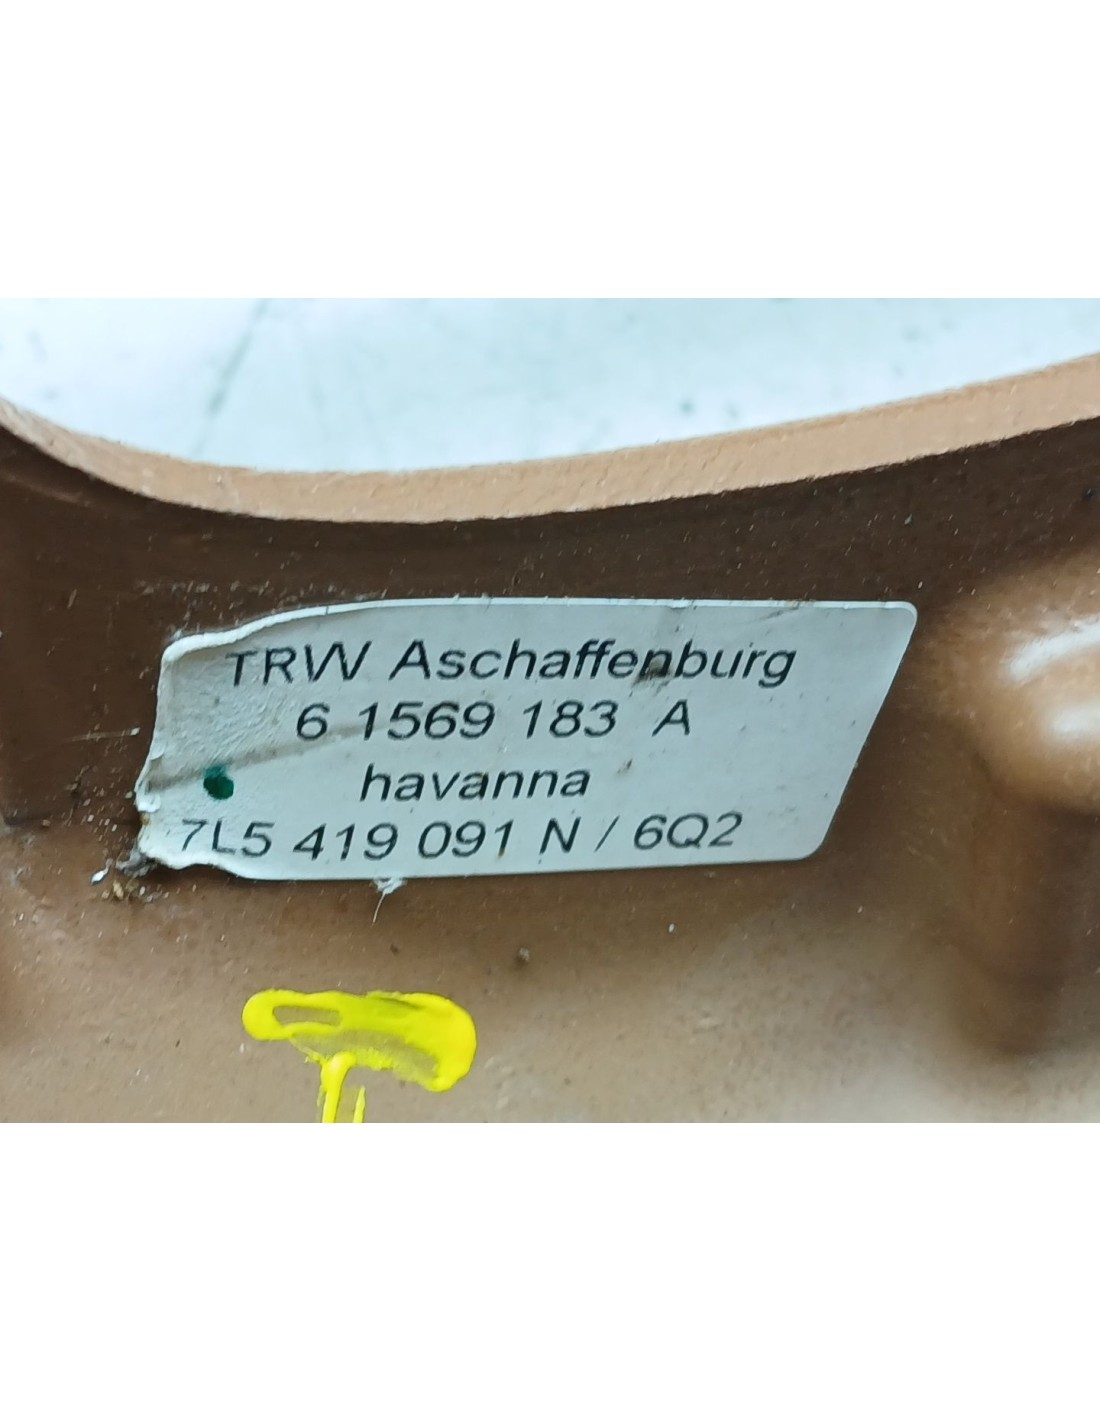 TRW Aschaffenburg
6 1569 183 A
havanna
7L5 419 091 N / 6Q2